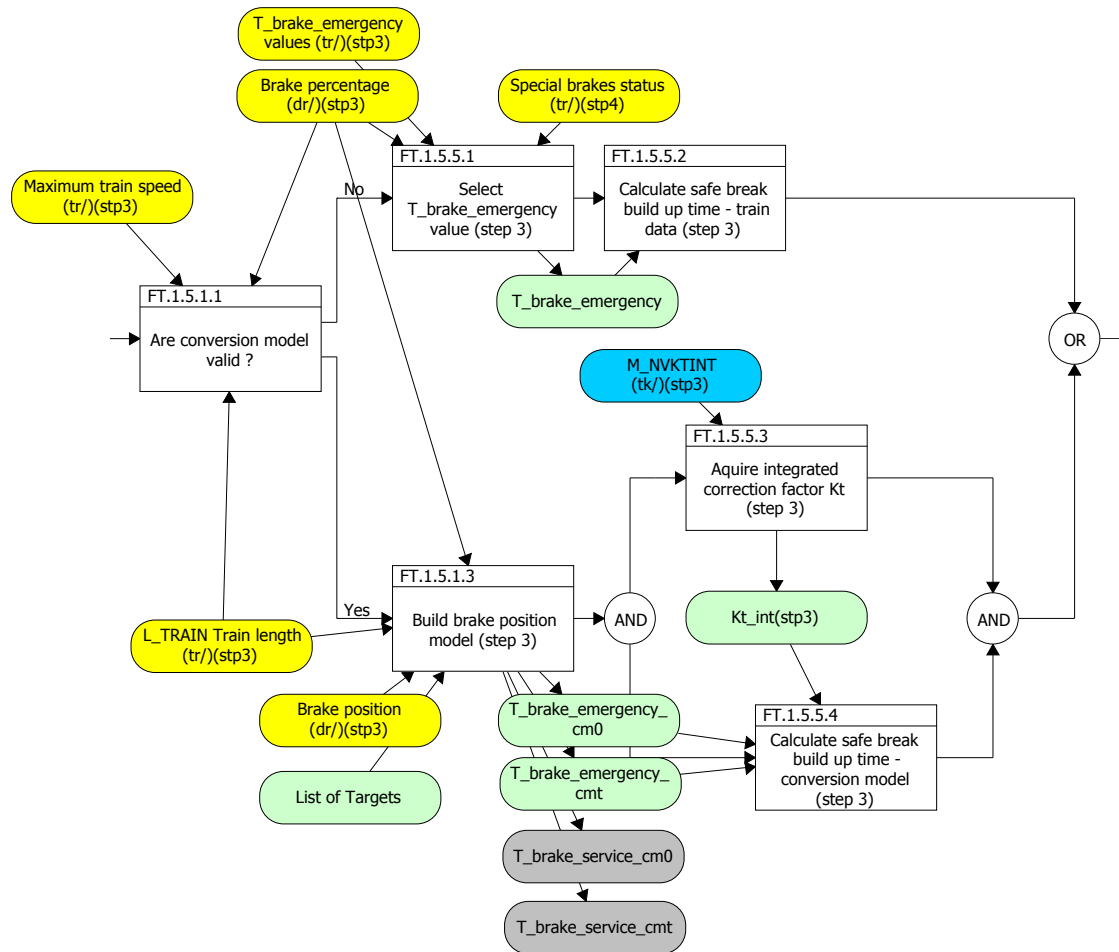 T_brake_emergency
values (tr/)(stp3)
Brake percentage
(dr/)(stp3)
Special brakes status
(tr/)(stp4)
Maximum train speed
(tr/)(stp3)
FT.1.5.5.1
Select
T_brake_emergency
value (step 3)
FT.1.5.5.2
Calculate safe break
build up time - train
data (step 3)
No
T_brake_emergency
FT.1.5.1.1
Are conversion model
valid ?
OR
M_NVKTINT
(tk/)(stp3)
FT.1.5.5.3
Aquire integrated
correction factor Kt
(step 3)
FT.1.5.1.3
Build brake position
model (step 3)
Yes
AND
Kt_int(stp3)
AND
L_TRAIN Train length
(tr/)(stp3)
Brake position
(dr/)(stp3)
T_brake_emergency_
cm0
FT.1.5.5.4
Calculate safe break
build up time -
conversion model
(step 3)
List of Targets
T_brake_emergency_
cmt
T_brake_service_cm0
T_brake_service_cmt